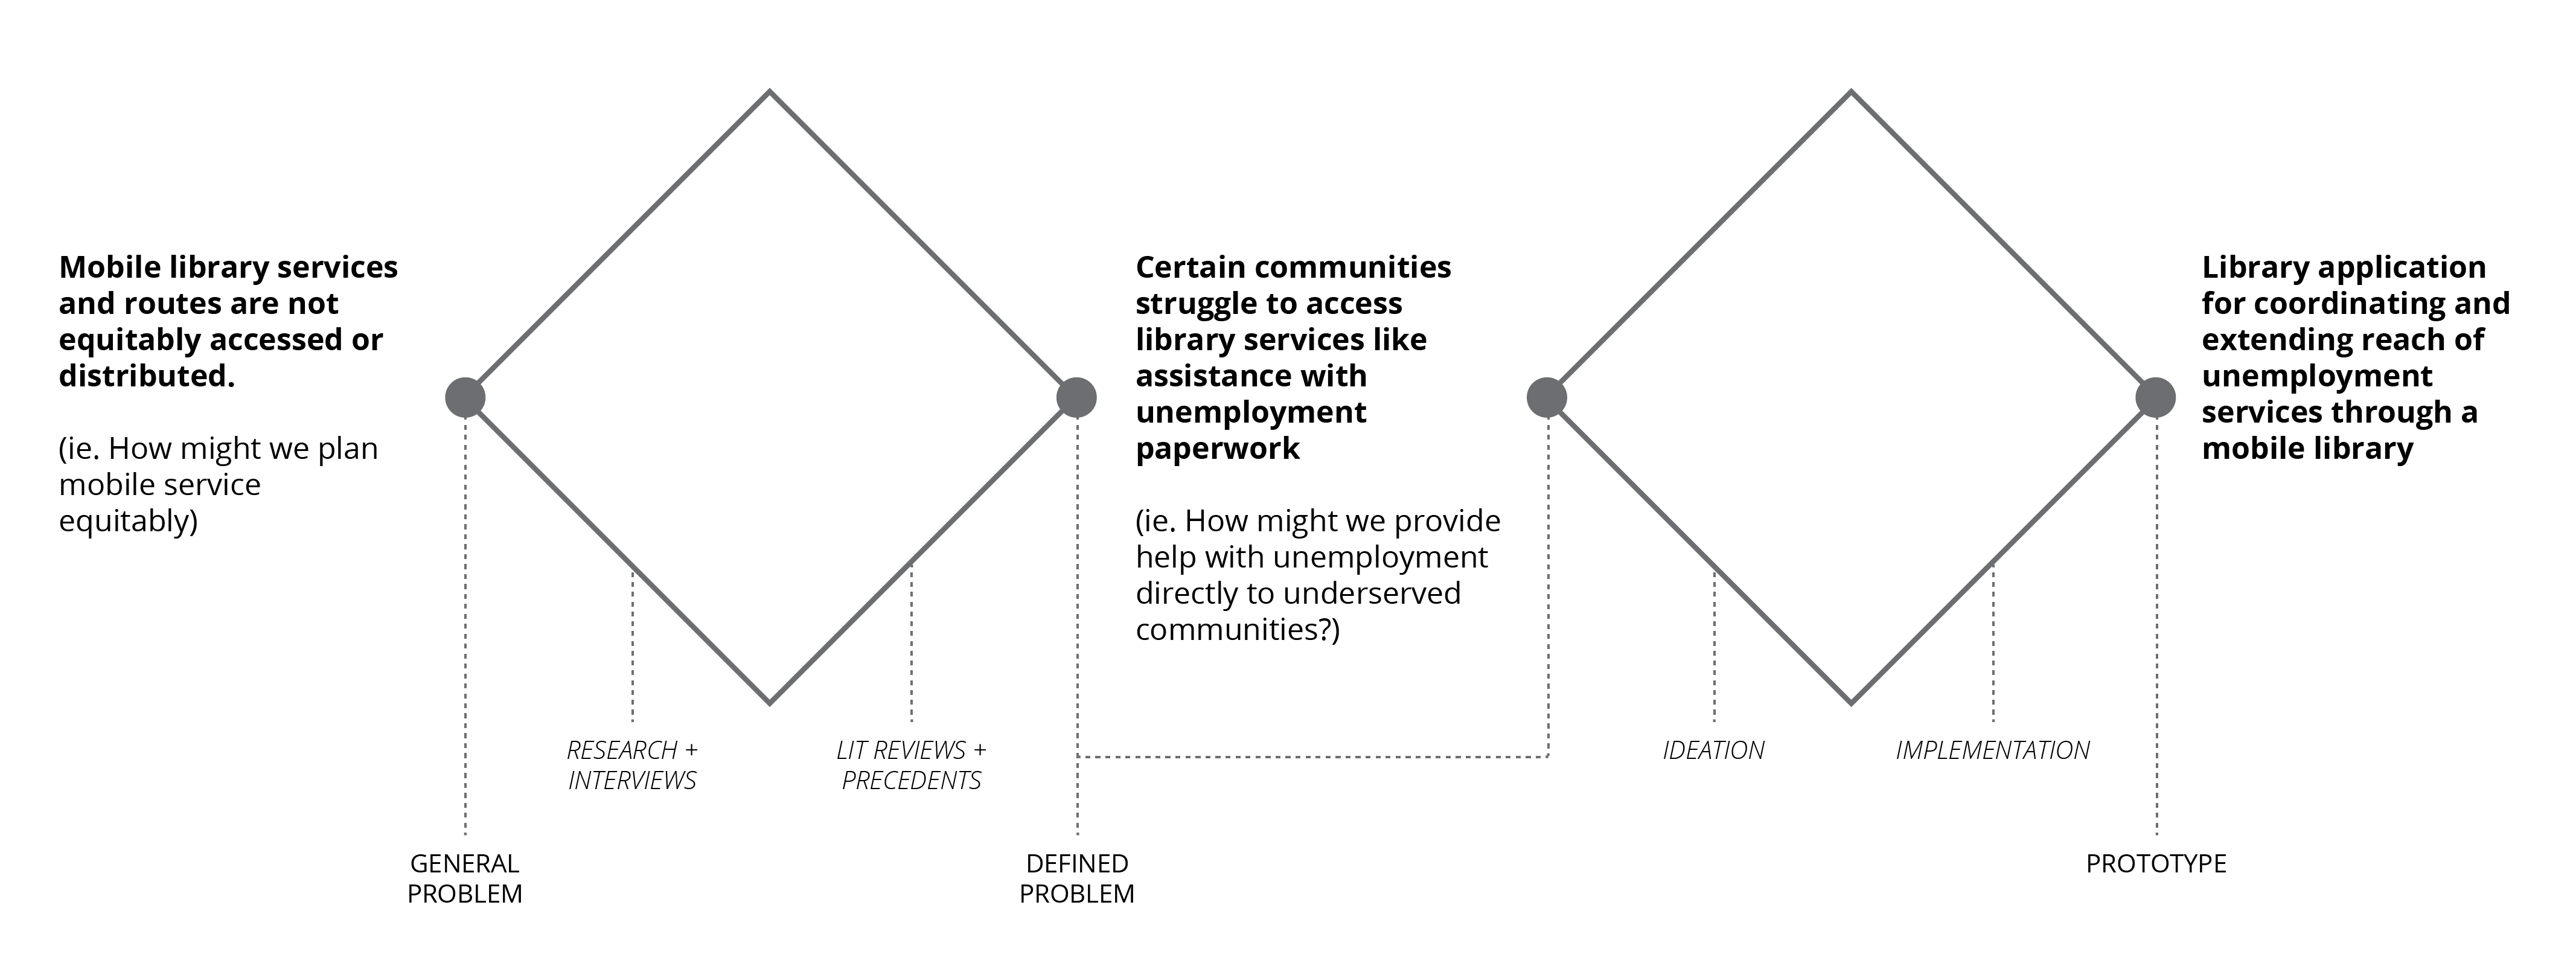 Mobile library services
and routes are not
equitably accessed or
distributed.
(ie. How might we plan
mobile service
equitably)
GENERAL
PROBLEM
RESEARCH +
INTERVIEWS
LIT REVIEWS +
PRECEDENTS
DEFINED
PROBLEM
Certain communities
struggle to access
library services like
assistance with
unemployment
paperwork
(ie. How might we provide
help with unemployment
directly to underserved
communities?)
IDEATION
IMPLEMENTATION
PROTOTYPE
Library application
for coordinating and
extending reach of
unemployment
services through a
mobile library